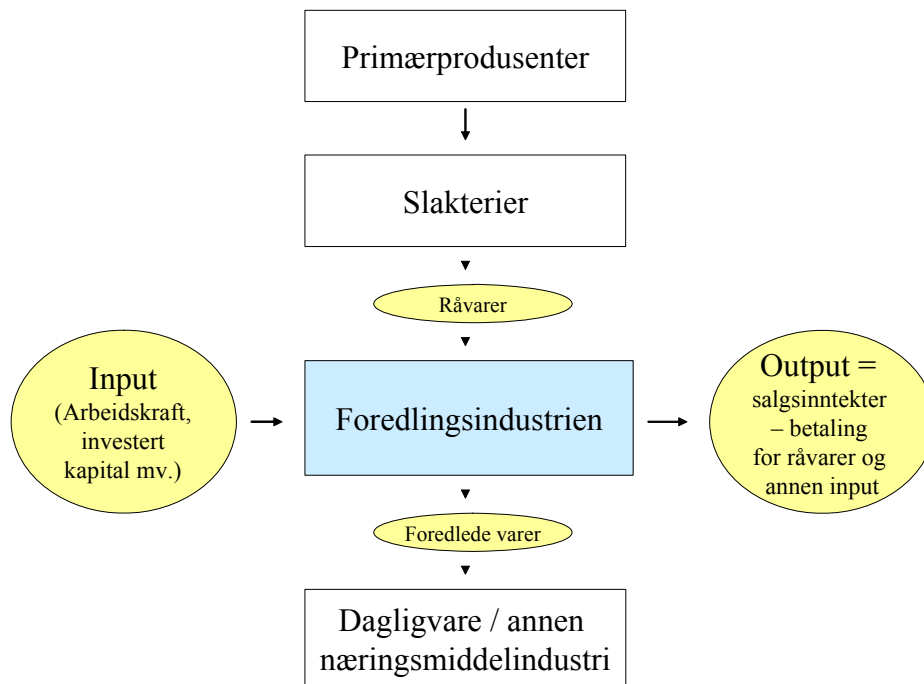 Primærprodusenter
Slakterier
Råvarer
Input
(Arbeidskraft,
investert
kapital mv.)
Foredlingsindustrien
Output =
salgsinntekter
– betaling
for råvarer og
annen input
Foredlede varer
Dagligvare / annen
næringsmiddelindustri